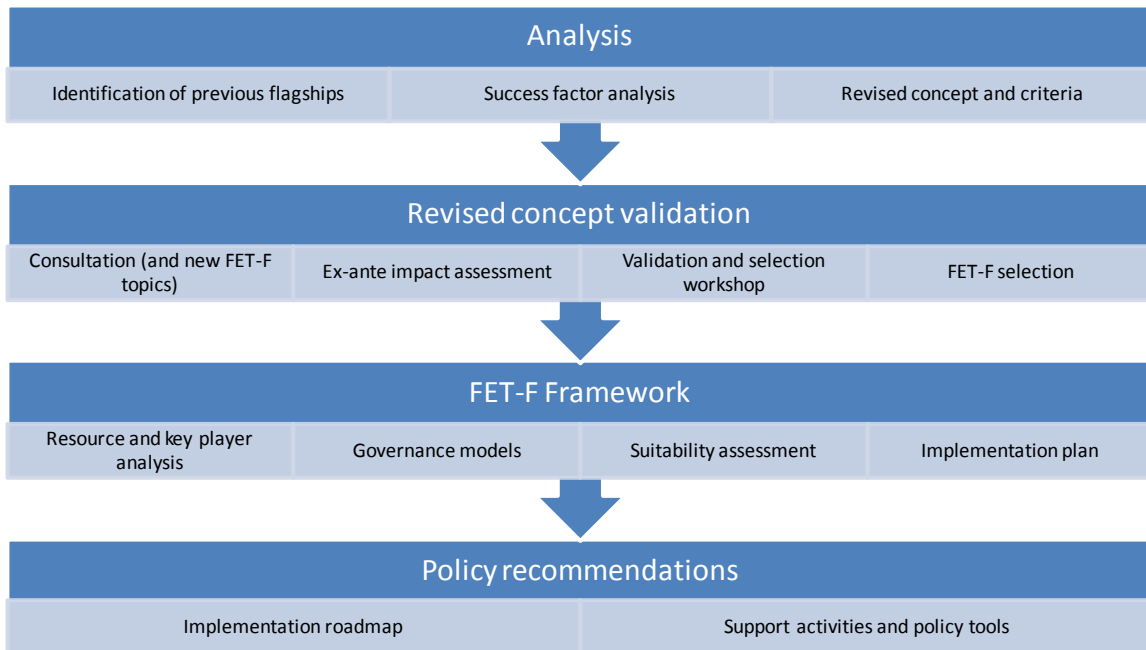 Analysis
Identification of previous flagships
Success factor analysis
Revised concept and criteria
Revised concept validation
Consultation (and new FET-F
topics)
Ex-ante impact assessment
Validation and selection
workshop
FET-F selection
FET-F Framework
Resource and key player
analysis
Governance models
Suitability assessment
Implementation plan
Policy recommendations
Implementation roadmap
Support activities and policy tools